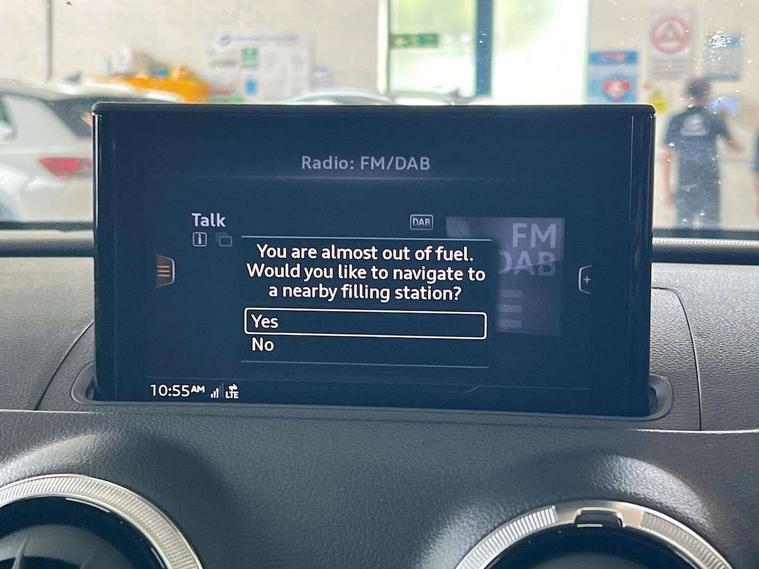 Radio: FM/DAB
Talk
DAB
FM
DAB
You are almost out of fuel.
Would you like to navigate to
a nearby filling station?
Yes
No
10:55AM LTE